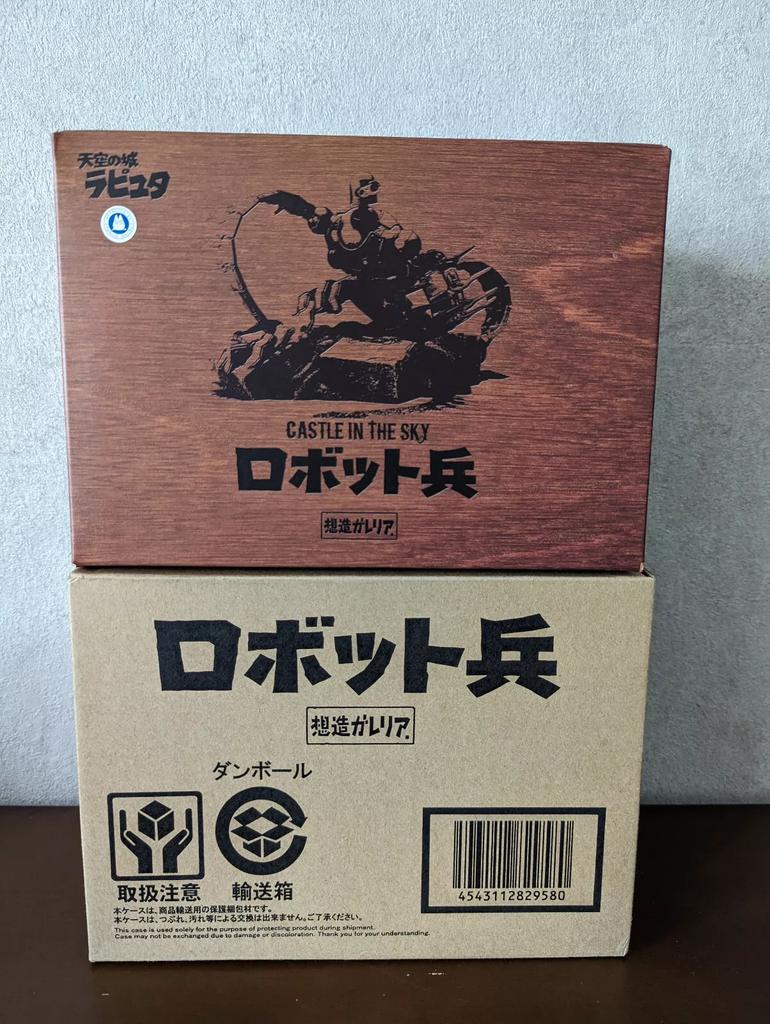 天空の城
ラピュタ
CASTLE IN THE SKY
ロボット兵
想造ガレリア
ロボット兵
想造ガレリア
ダンボール
取扱注意
輸送箱
4543112829580
本ケースは、商品輸送用の保護梱包材です。
本ケースは、つぶれ、汚れ等による交換は出来ません。ご了承ください。
This case is used solely for the purpose of protecting product during shipment.
Case may not be exchanged due to damage or discoloration. Thank you for your understanding.